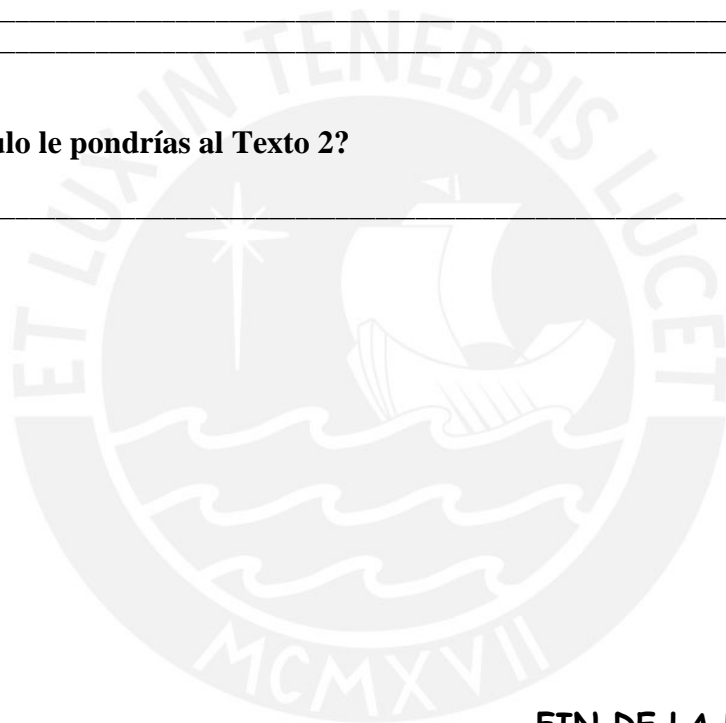 ulo le pondrías al Texto 2?
ET LUX IN TENEBRIS LUCET
MCMXVII
FIN DE LA